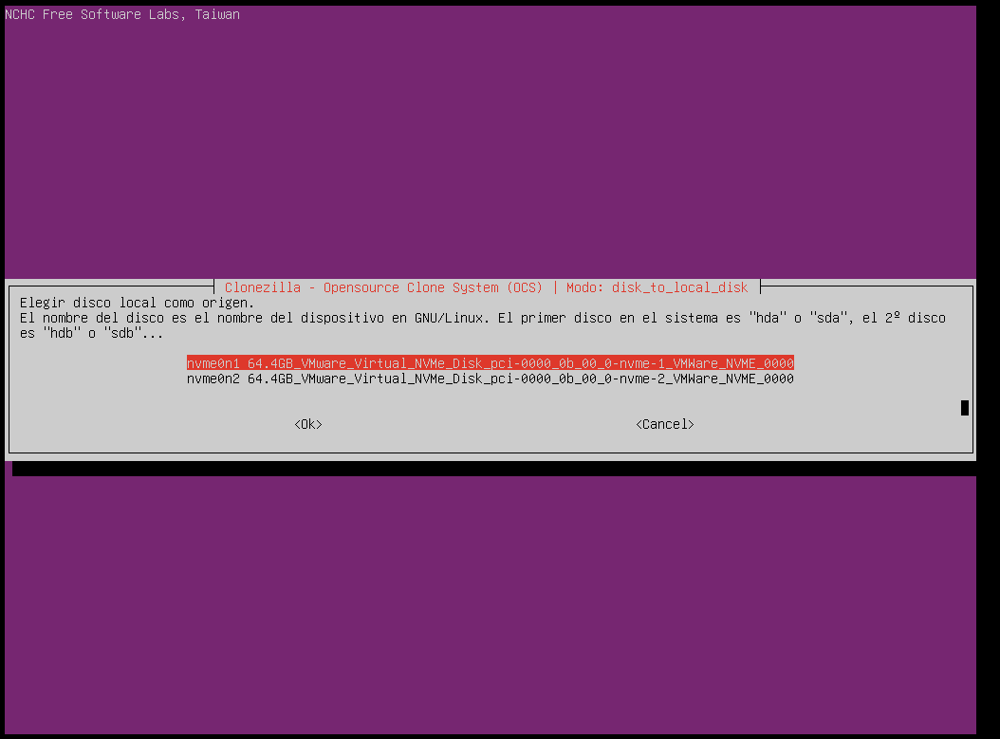 NCHC Free Software Labs, Taiwan
Clonezilla - Opensource Clone System (OCS) | Modo: disk_to_local_disk
Elegir disco local como origen.
El nombre del disco es el nombre del dispositivo en GNU/Linux. El primer disco en el sistema es "hda" o "sda", el 2º disco
es "hdb" o "sdb"...
nvme0n1 64.4GB_VMware_Virtual_NVMe_Disk_pci-0000_0b_00_0-nvme-1_VMWare_NVME_0000
nvme0n2 64.4GB_VMware_Virtual_NVMe_Disk_pci-0000_0b_00_0-nvme-2_VMWare_NVME_0000
<Ok> <Cancel>